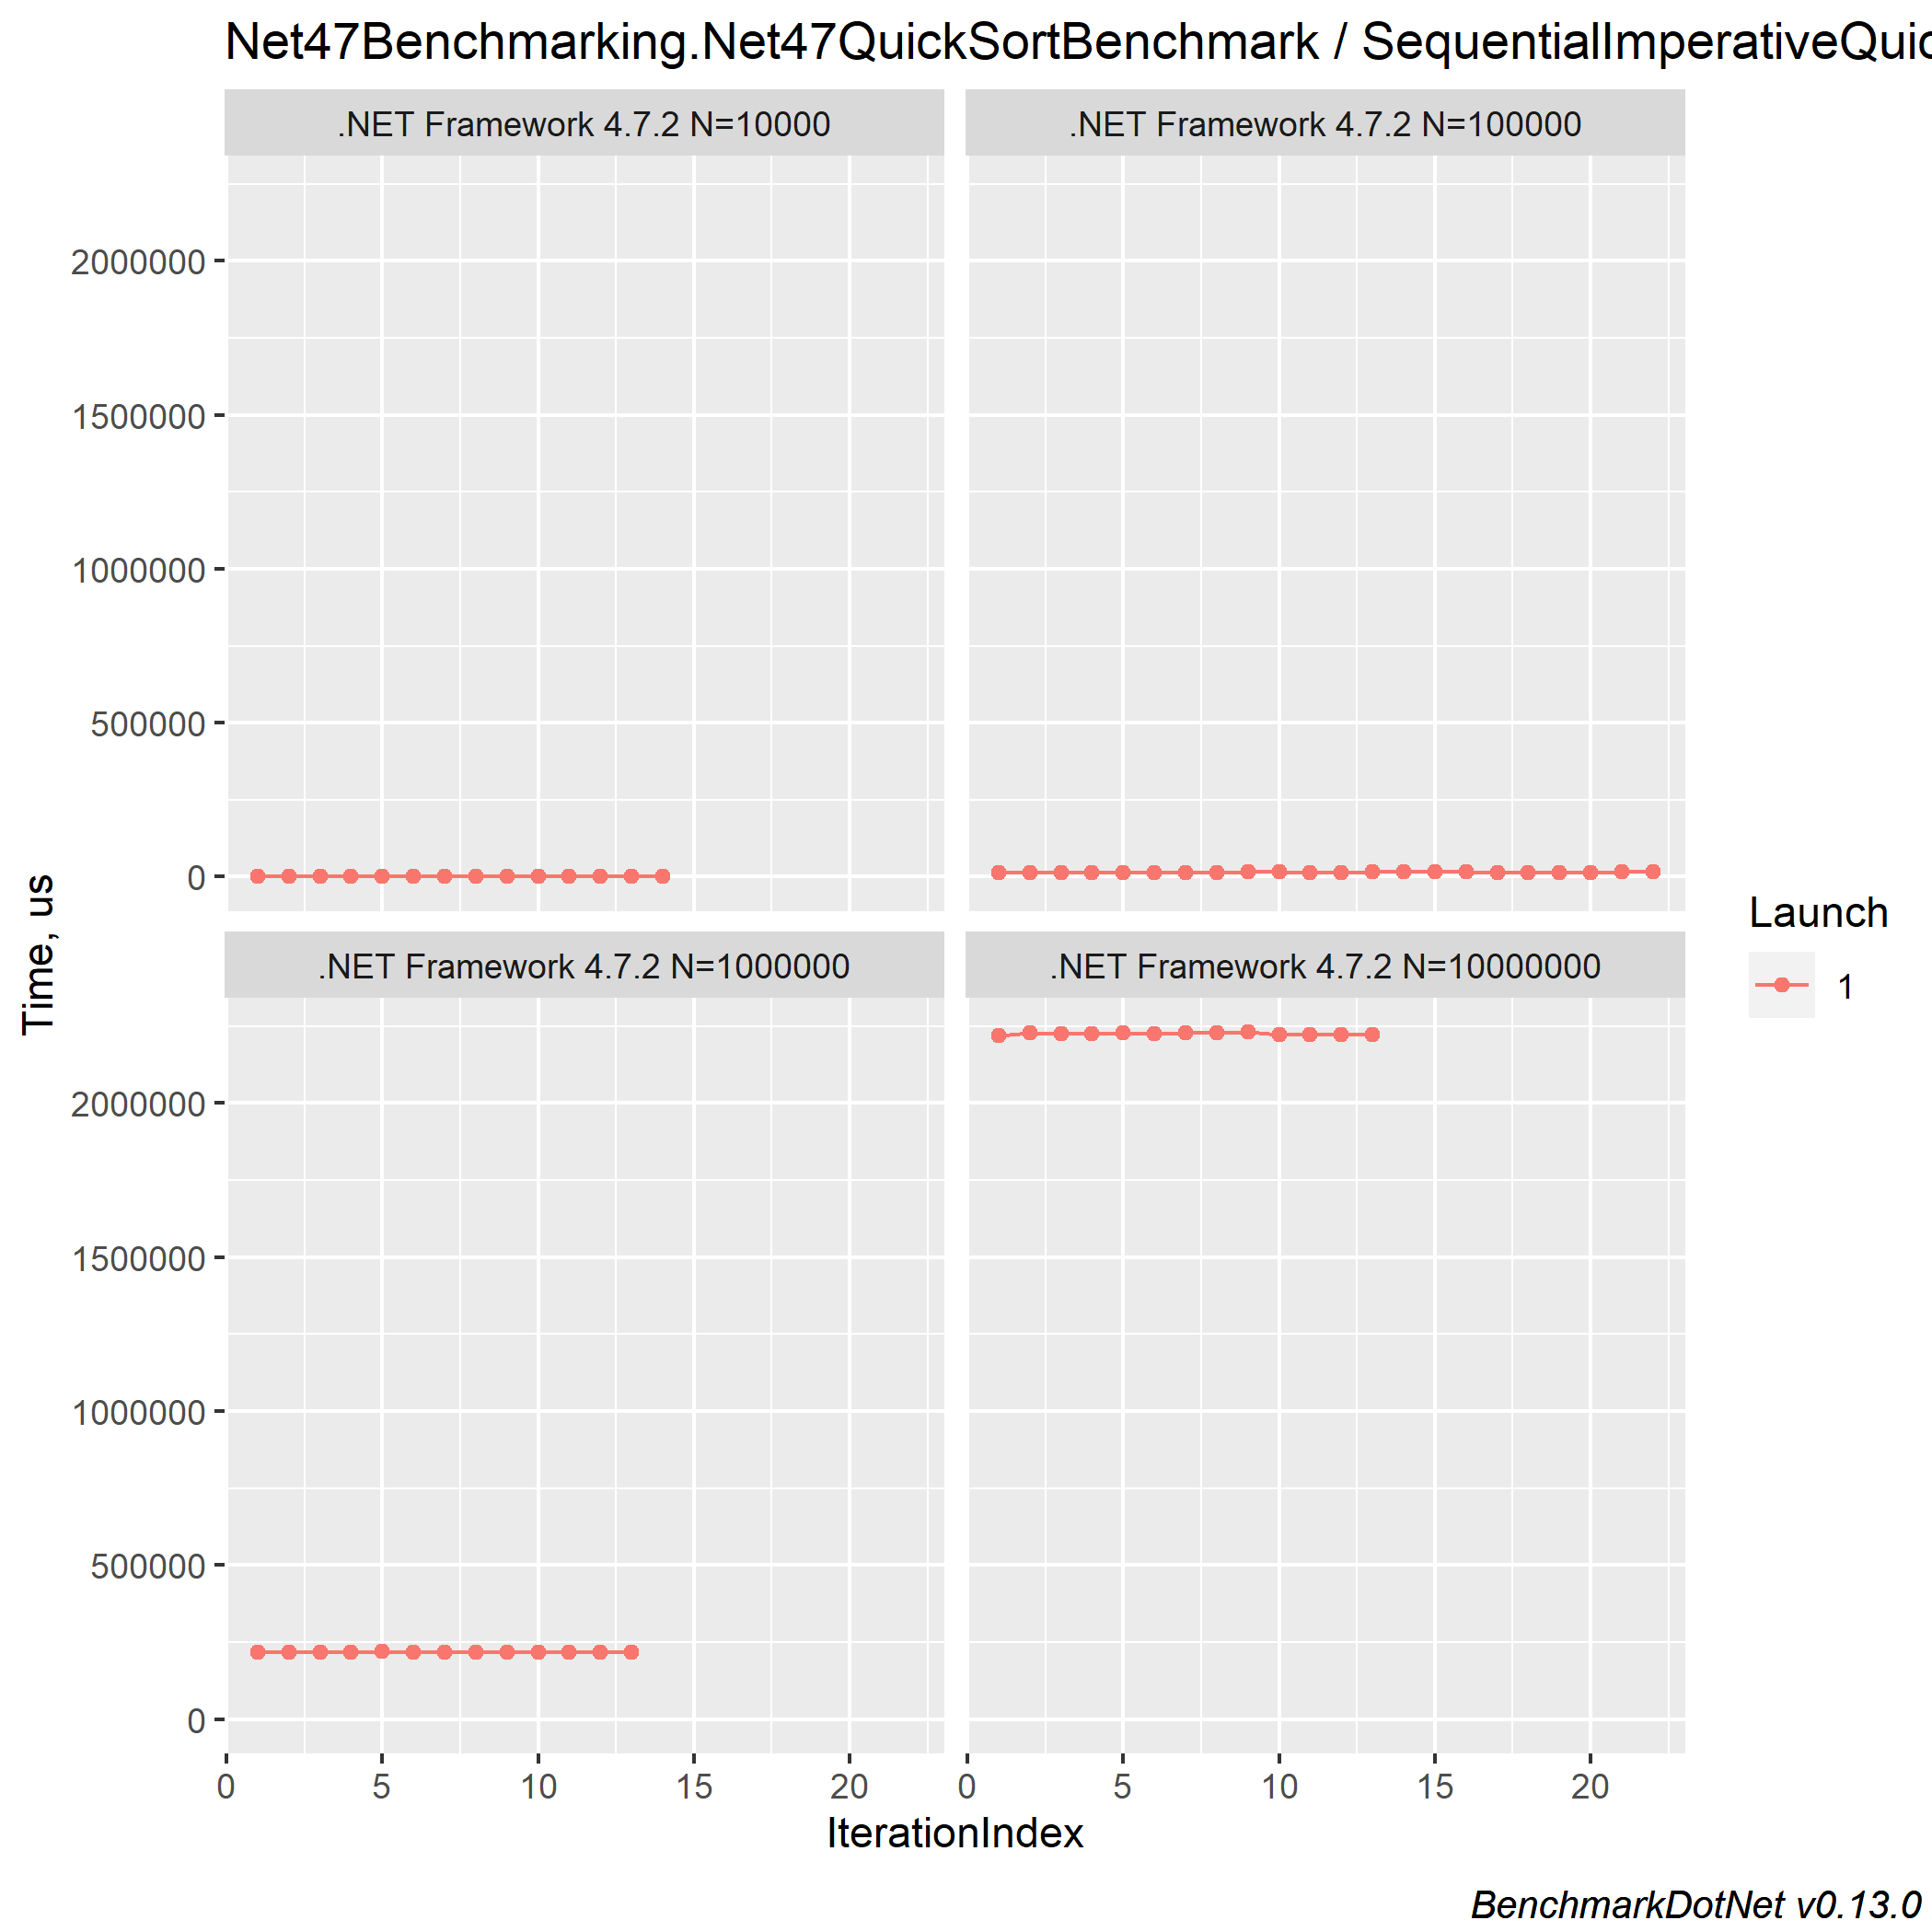 Net47Benchmarking.Net47QuickSortBenchmark / SequentialImperativeQuic
.NET Framework 4.7.2 N=10000
.NET Framework 4.7.2 N=100000
2000000
1500000
1000000
500000
0
Time, us
.NET Framework 4.7.2 N=1000000
.NET Framework 4.7.2 N=10000000
2000000
1500000
1000000
500000
0
0 5 10 15 20
0 5 10 15 20
IterationIndex
Launch
1
BenchmarkDotNet v0.13.0